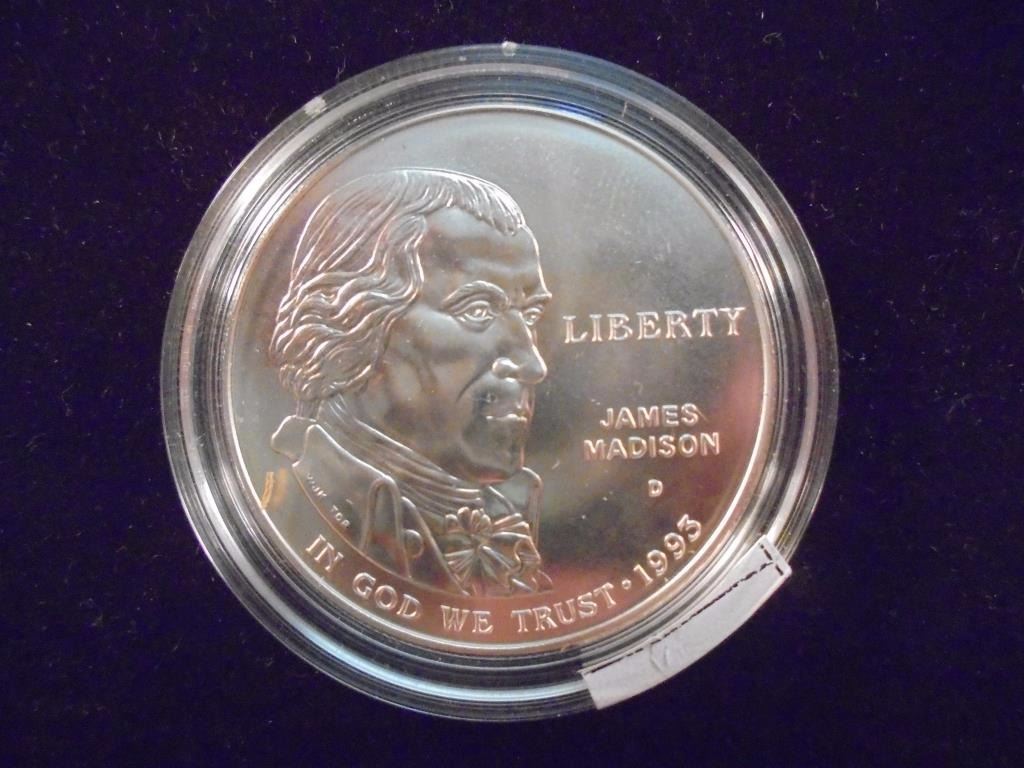 LIBERTY
JAMES
MADISON
D
IN GOD WE TRUST · 1993